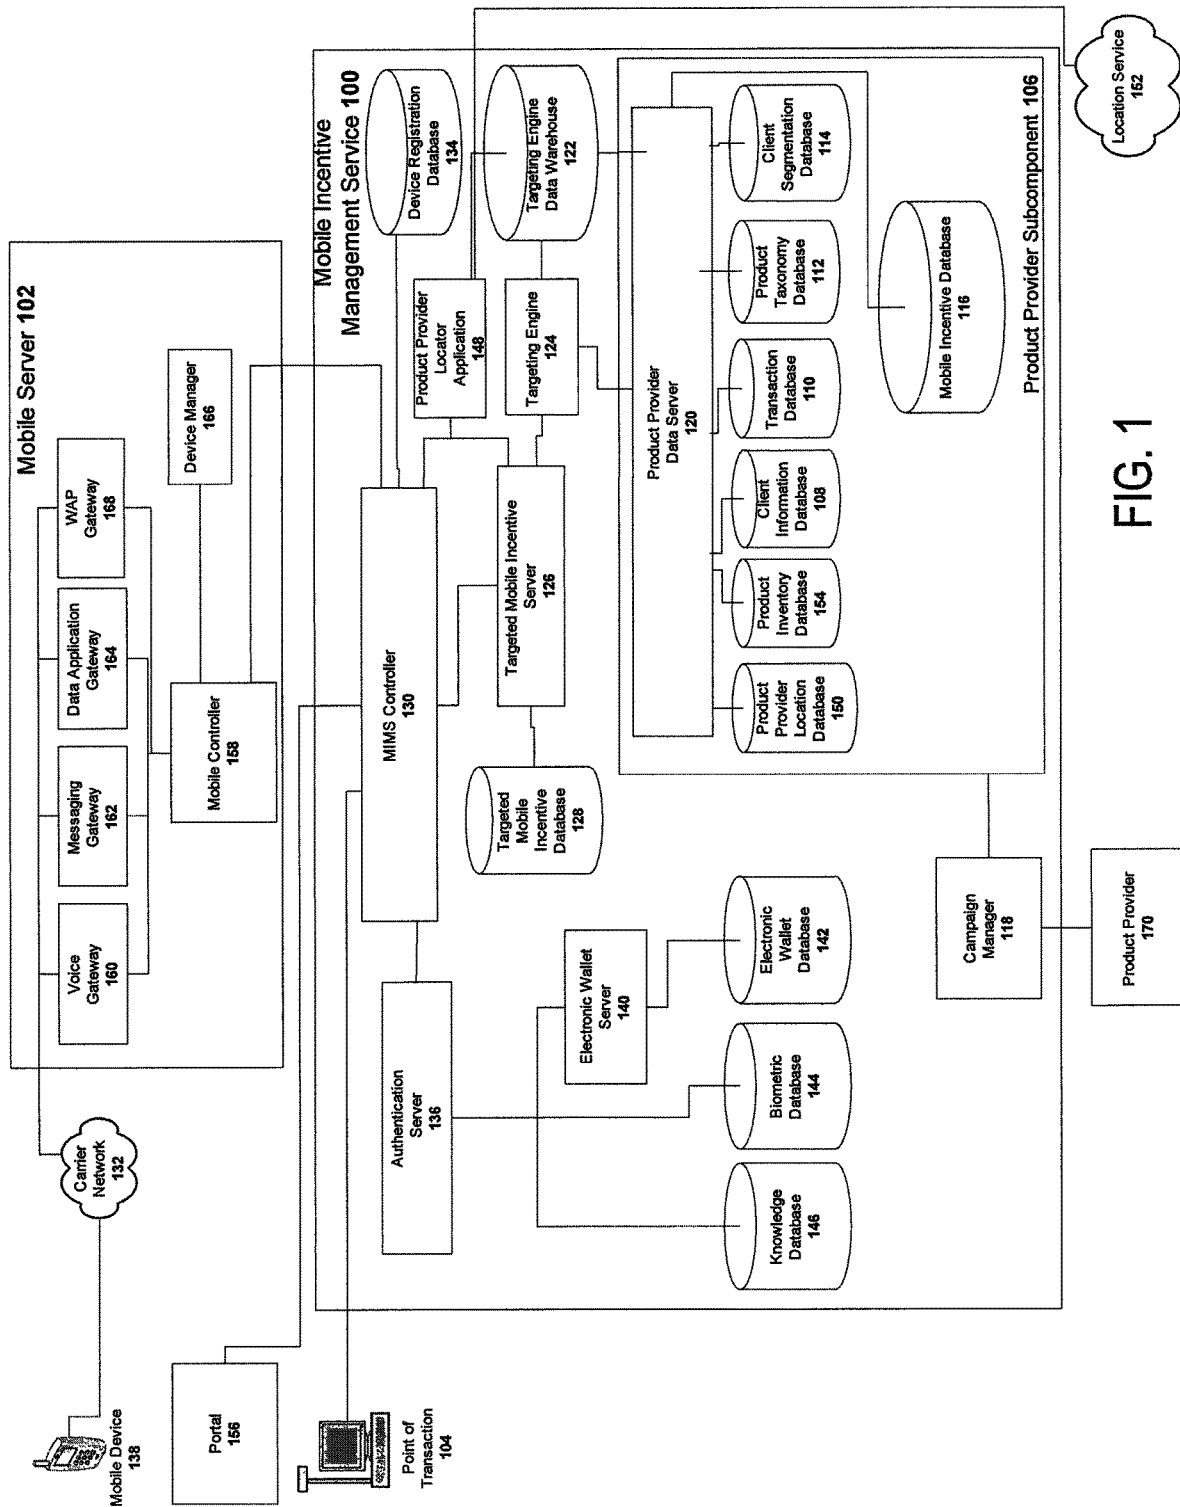 Mobile Device
138
Carrier
Network
132
Mobile Server 102
Voice
Gateway
160
Messaging
Gateway
162
Data Application
Gateway
164
WAP
Gateway
168
Mobile Controller
158
Device Manager
166
Portal
156
Point of
Transaction
104
Mobile Incentive
Management Service 100
Authentication
Server
136
MIMS Controller
130
Device Registration
Database
134
Product Provider
Locator
Application
148
Targeted Mobile Incentive
Server
126
Targeting Engine
124
Targeting Engine
Data Warehouse
122
Targeted
Mobile
Incentive
Database
128
Electronic Wallet
Server
140
Knowledge
Database
146
Biometric
Database
144
Electronic
Wallet
Database
142
Product Provider
Data Server
120
Product
Provider
Location
Database
150
Product
Inventory
Database
154
Client
Information
Database
108
Transaction
Database
110
Product
Taxonomy
Database
112
Client
Segmentation
Database
114
Mobile Incentive Database
116
Product Provider Subcomponent 106
Campaign
Manager
118
Product Provider
170
Location Service
152
FIG. 1